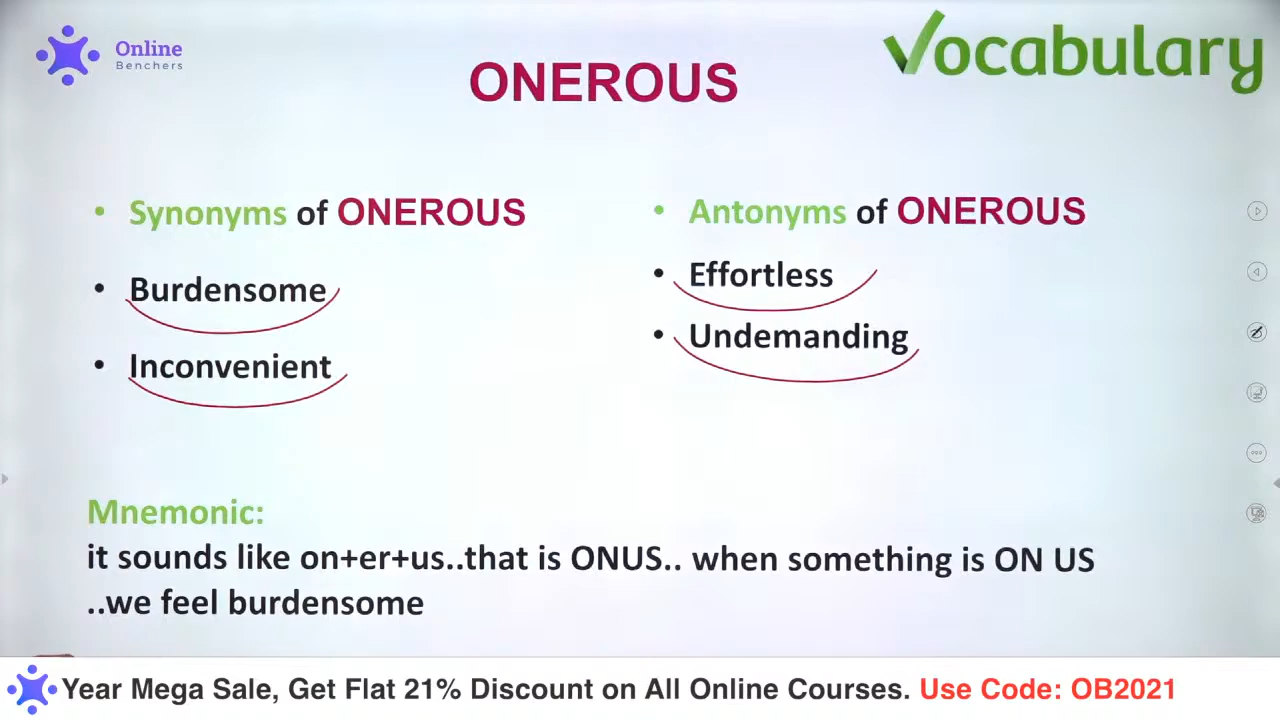 Online
Benchers
Vocabulary
ONEROUS
• Synonyms of ONEROUS
• Burdensome
• Inconvenient
• Antonyms of ONEROUS
• Effortless
• Undemanding
Mnemonic:
it sounds like on+er+us..that is ONUS.. when something is ON US
..we feel burdensome
Year Mega Sale, Get Flat 21% Discount on All Online Courses. Use Code: OB2021